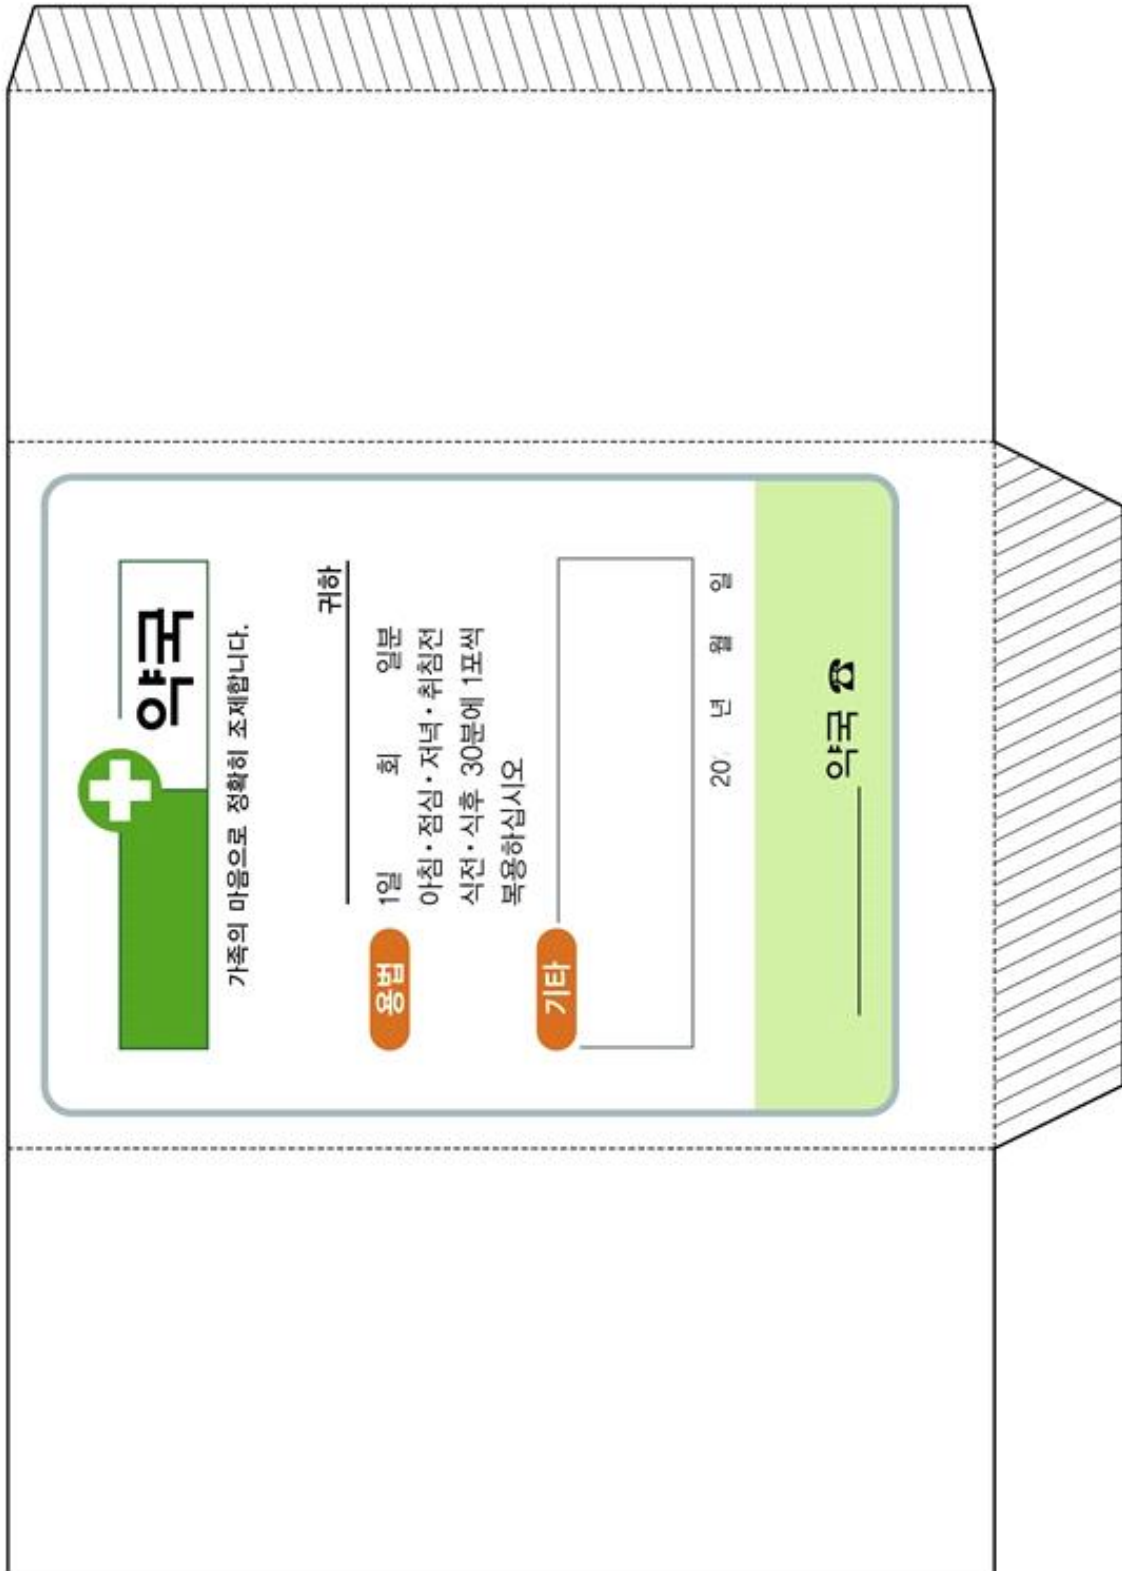 약국
가족의 마음으로 정확히 조제합니다.
귀하
용법 1일 회 일분
아침·점심·저녁·취침전
식전·식후 30분에 1포씩
복용하십시오
기타
20 년 월 일
약국 ☎